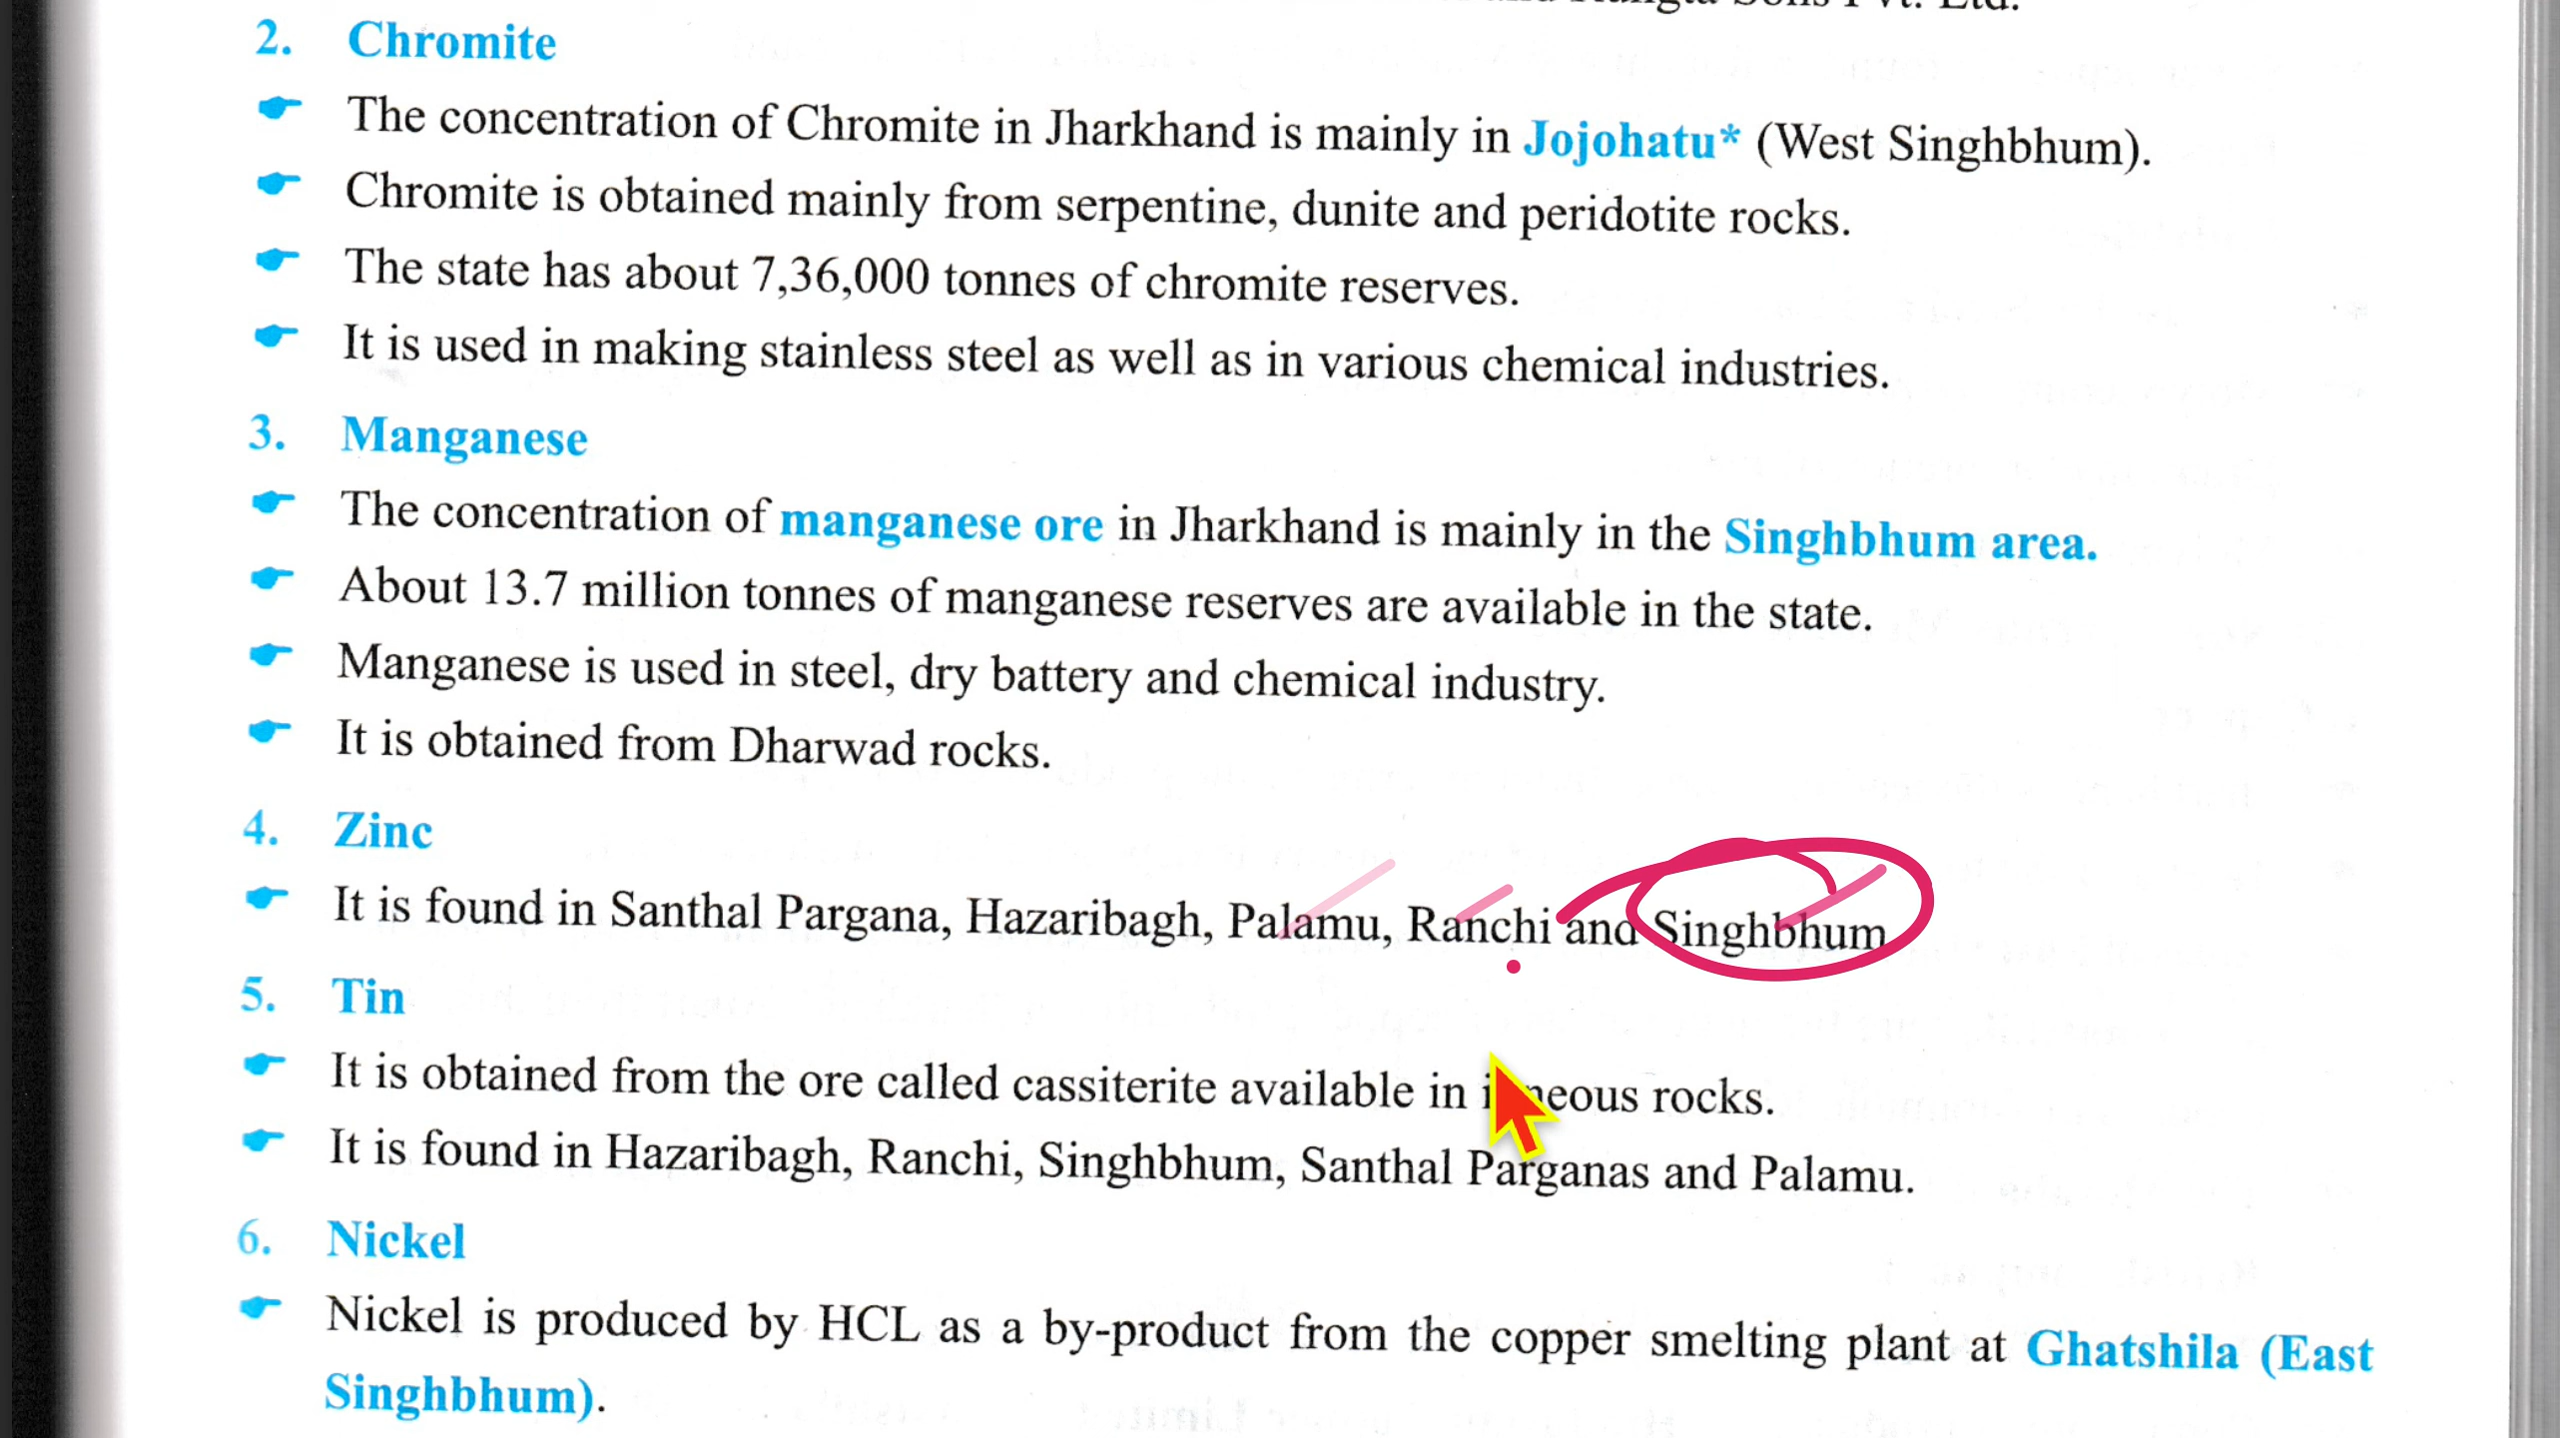 2. Chromite
The concentration of Chromite in Jharkhand is mainly in Jojohatu* (West Singhbhum).
Chromite is obtained mainly from serpentine, dunite and peridotite rocks.
The state has about 7,36,000 tonnes of chromite reserves.
It is used in making stainless steel as well as in various chemical industries.
3. Manganese
The concentration of manganese ore in Jharkhand is mainly in the Singhbhum area.
About 13.7 million tonnes of manganese reserves are available in the state.
Manganese is used in steel, dry battery and chemical industry.
It is obtained from Dharwad rocks.
4. Zinc
It is found in Santhal Pargana, Hazaribagh, Palamu, Ranchi and Singhbhum
5. Tin
It is obtained from the ore called cassiterite available in rocks.
It is found in Hazaribagh, Ranchi, Singhbhum, Santhal Parganas and Palamu.
6. Nickel
Nickel is produced by HCL as a by-product from the copper smelting plant at Ghatshila (East
Singhbhum).